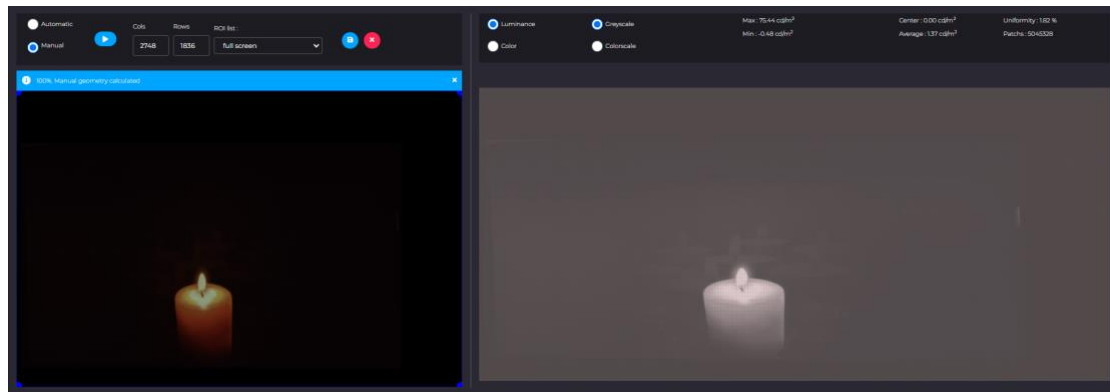 Automatic
Manual
Cols
2748
Rows
1836
ROI list :
full screen
100%, Manual geometry calculated
Luminance
Color
Greyscale
Colorscale
Max : 75.44 cd/m²
Min : -0.48 cd/m²
Center : 0.00 cd/m²
Average : 1.37 cd/m²
Uniformity : 1.82 %
Patchs : 5045328